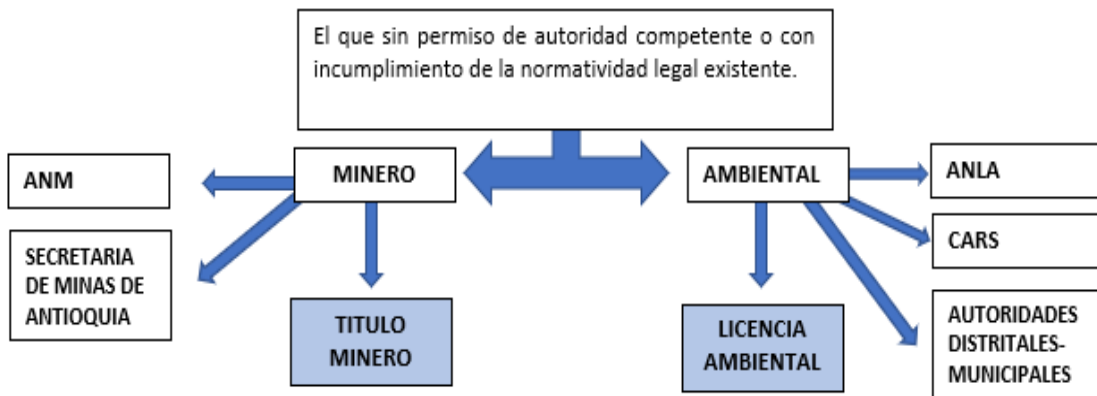 El que sin permiso de autoridad competente o con
incumplimiento de la normatividad legal existente.
ANM
MINERO
AMBIENTAL
ANLA
SECRETARIA
DE MINAS DE
ANTIOQUIA
CARS
TITULO
MINERO
LICENCIA
AMBIENTAL
AUTORIDADES
DISTRITALES-
MUNICIPALES